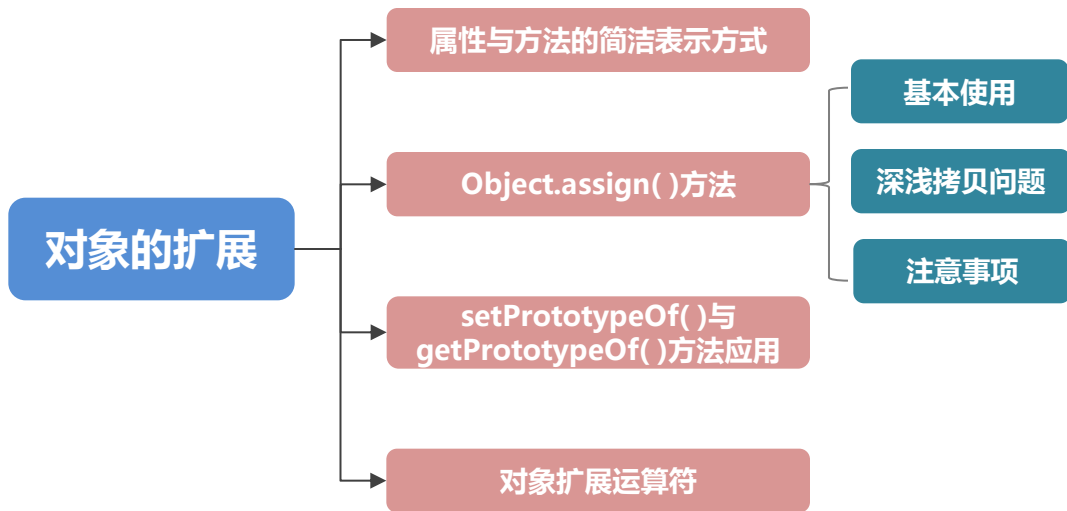 对象的扩展
属性与方法的简洁表示方式
Object.assign( )方法
基本使用
深浅拷贝问题
注意事项
setPrototypeOf( )与
getPrototypeOf( )方法应用
对象扩展运算符